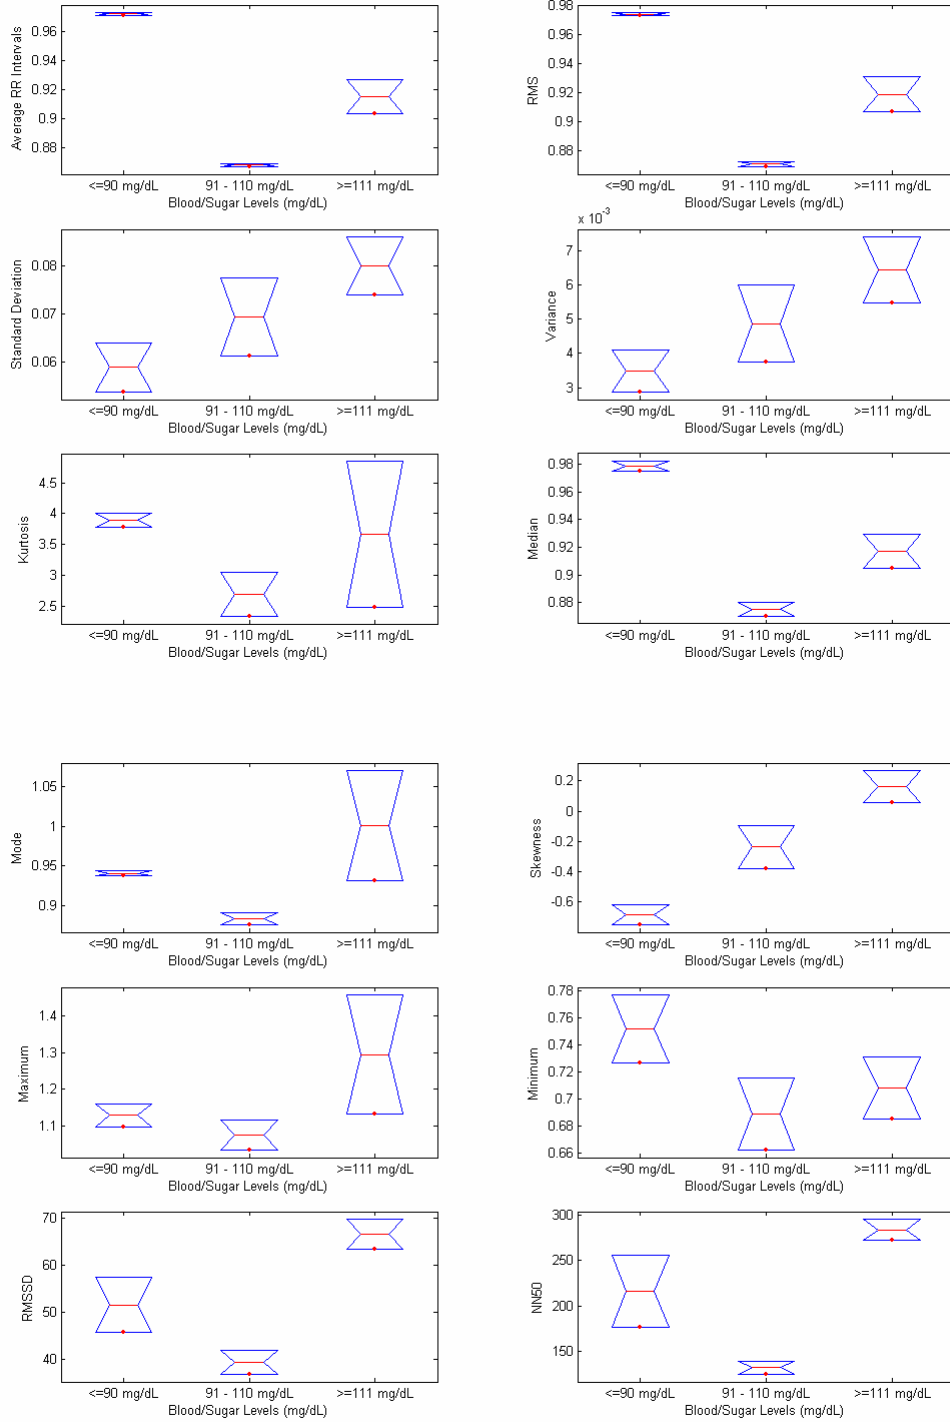 0.96
0.94
0.92
0.9
0.88
Average RR Intervals
<=90 mg/dL 91 - 110 mg/dL >=111 mg/dL
Blood/Sugar Levels (mg/dL)
0.98
0.96
0.94
0.92
0.9
0.88
RMS
<=90 mg/dL 91 - 110 mg/dL >=111 mg/dL
Blood/Sugar Levels (mg/dL)
0.08
0.07
0.06
Standard Deviation
<=90 mg/dL 91 - 110 mg/dL >=111 mg/dL
Blood/Sugar Levels (mg/dL)
x 10⁻³
7
6
5
4
3
Variance
<=90 mg/dL 91 - 110 mg/dL >=111 mg/dL
Blood/Sugar Levels (mg/dL)
4.5
4
3.5
3
2.5
Kurtosis
<=90 mg/dL 91 - 110 mg/dL >=111 mg/dL
Blood/Sugar Levels (mg/dL)
0.98
0.96
0.94
0.92
0.9
0.88
Median
<=90 mg/dL 91 - 110 mg/dL >=111 mg/dL
Blood/Sugar Levels (mg/dL)
1.05
1
0.95
0.9
Mode
<=90 mg/dL 91 - 110 mg/dL >=111 mg/dL
Blood/Sugar Levels (mg/dL)
0.2
0
-0.2
-0.4
-0.6
Skewness
<=90 mg/dL 91 - 110 mg/dL >=111 mg/dL
Blood/Sugar Levels (mg/dL)
1.4
1.3
1.2
1.1
Maximum
<=90 mg/dL 91 - 110 mg/dL >=111 mg/dL
Blood/Sugar Levels (mg/dL)
0.78
0.76
0.74
0.72
0.7
0.68
0.66
Minimum
<=90 mg/dL 91 - 110 mg/dL >=111 mg/dL
Blood/Sugar Levels (mg/dL)
70
60
50
40
RMSSD
<=90 mg/dL 91 - 110 mg/dL >=111 mg/dL
Blood/Sugar Levels (mg/dL)
300
250
200
150
NN50
<=90 mg/dL 91 - 110 mg/dL >=111 mg/dL
Blood/Sugar Levels (mg/dL)